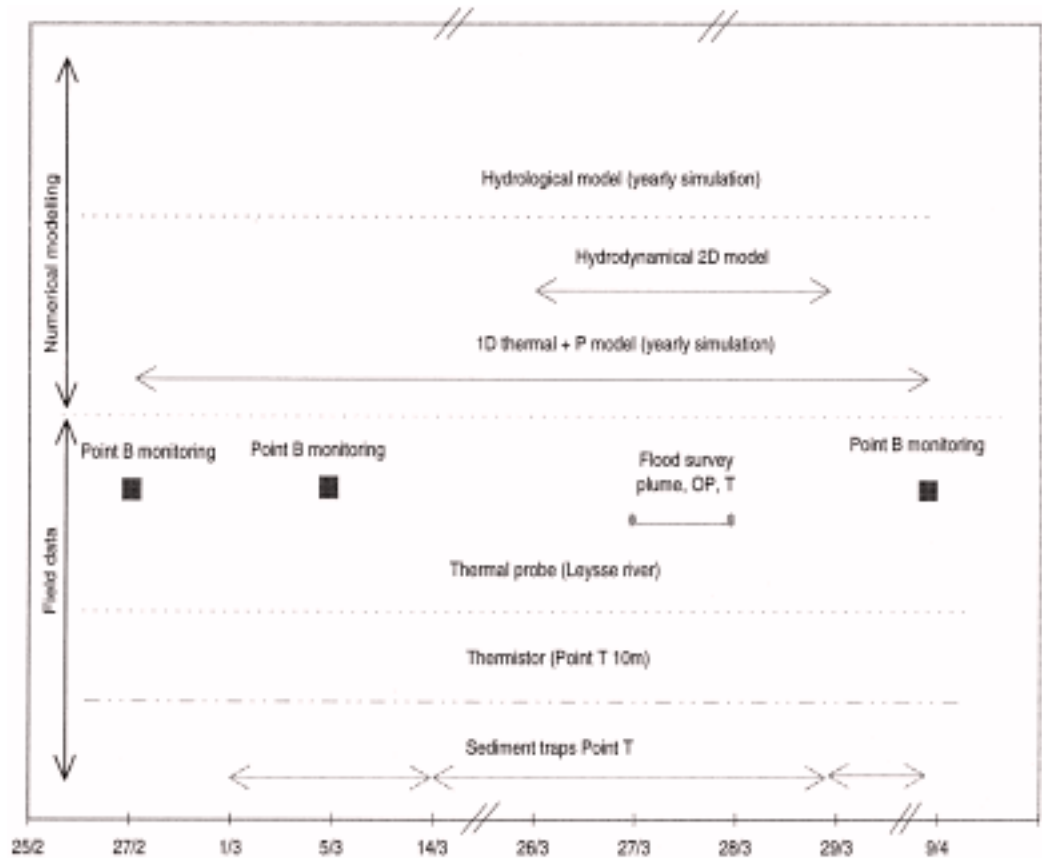 Numerical modelling
Hydrological model (yearly simulation)
Hydrodynamical 2D model
1D thermal + P model (yearly simulation)
Field data
Point B monitoring
Point B monitoring
Flood survey
plume, OP, T
Point B monitoring
Thermal probe (Leysse river)
Thermistor (Point T 10m)
Sediment traps Point T
25/2 27/2 1/3 5/3 14/3 26/3 27/3 28/3 29/3 9/4